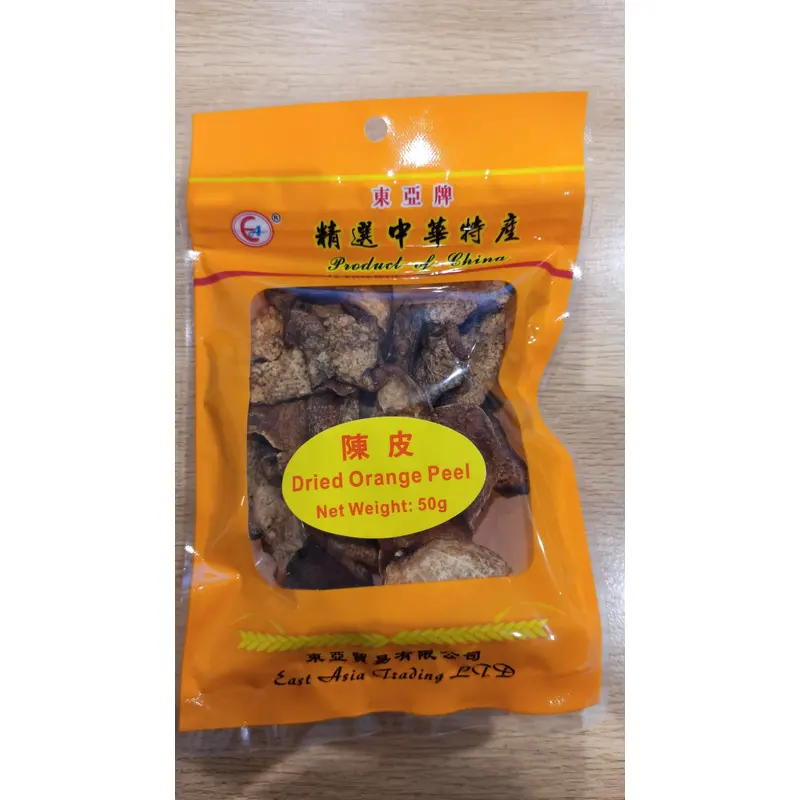 東亞牌
EA
®
精選中華特產
Product of China
陳皮
Dried Orange Peel
Net Weight: 50g
東亞貿易有限公司
East Asia Trading LTD